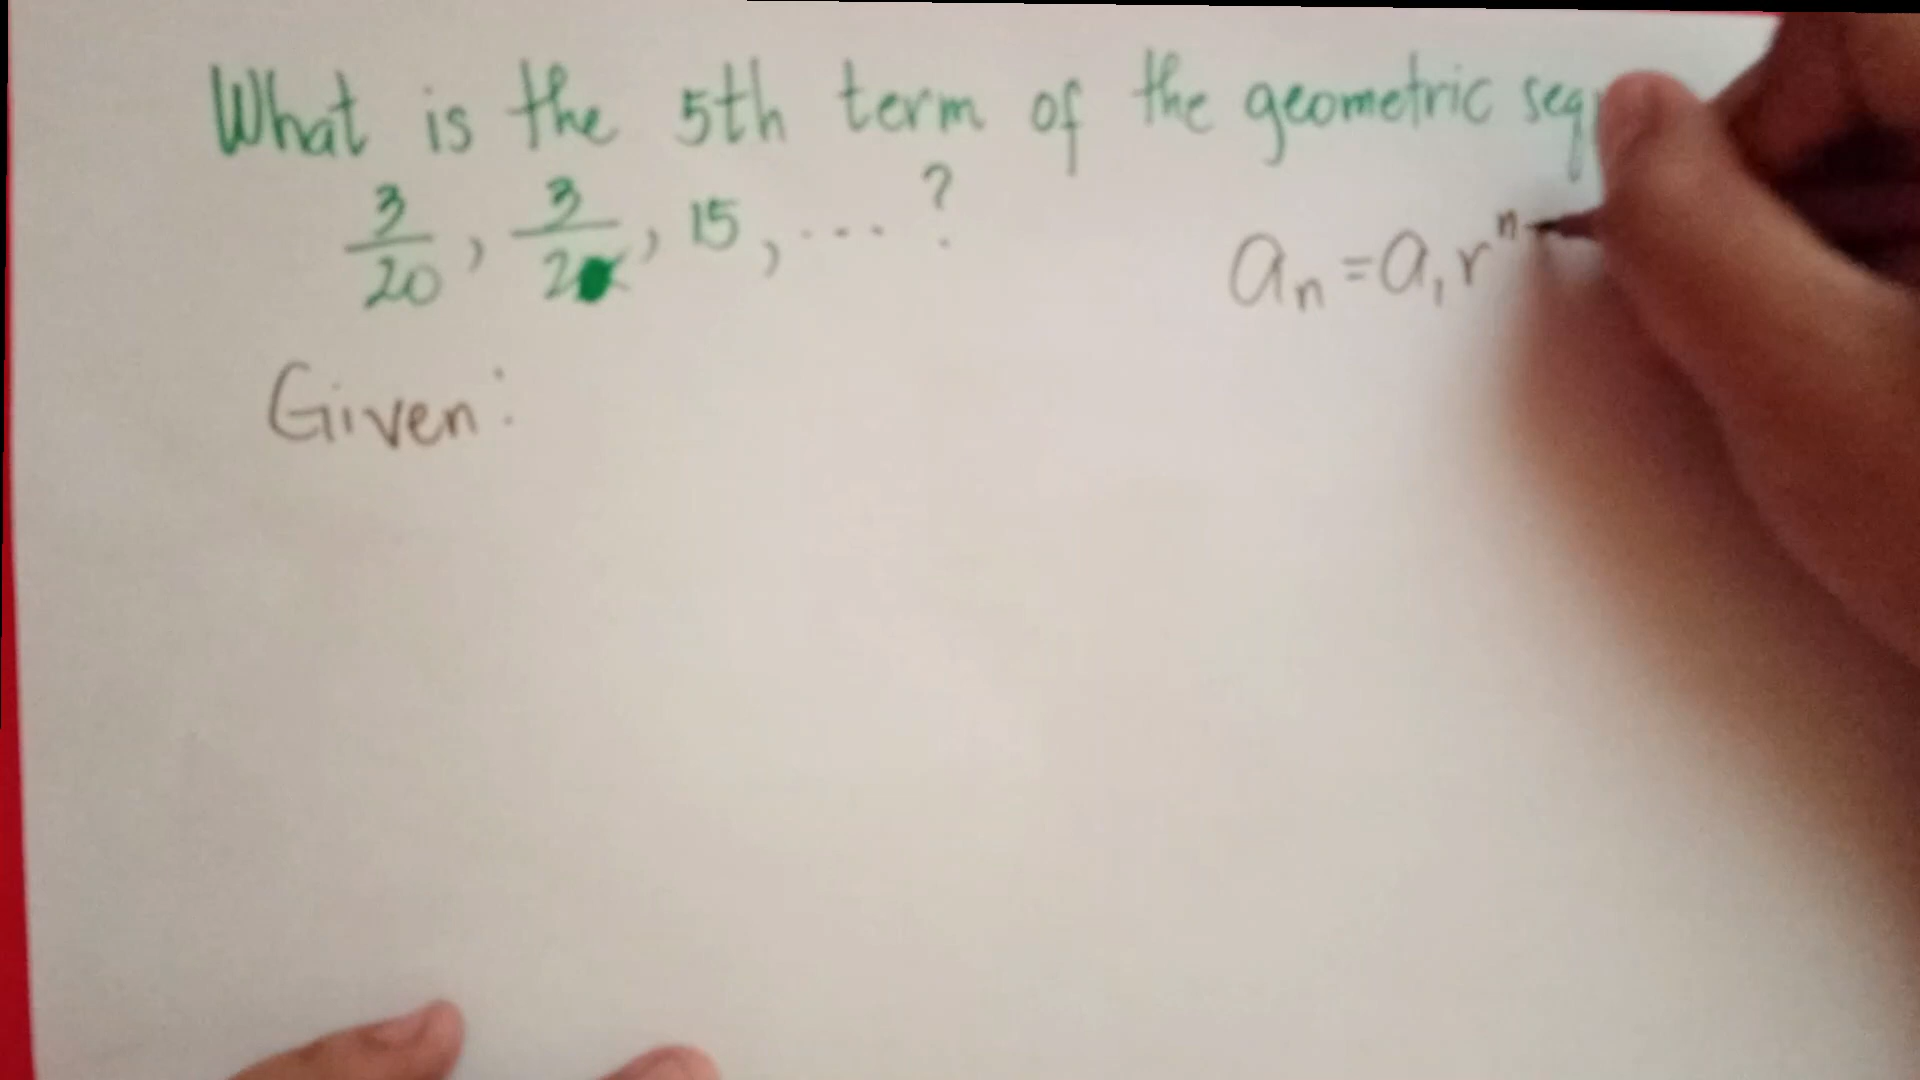 What is the 5th term of the geometric seq
3/20, 3/2, 15, ... ?
aₙ = a₁rⁿ
Given: